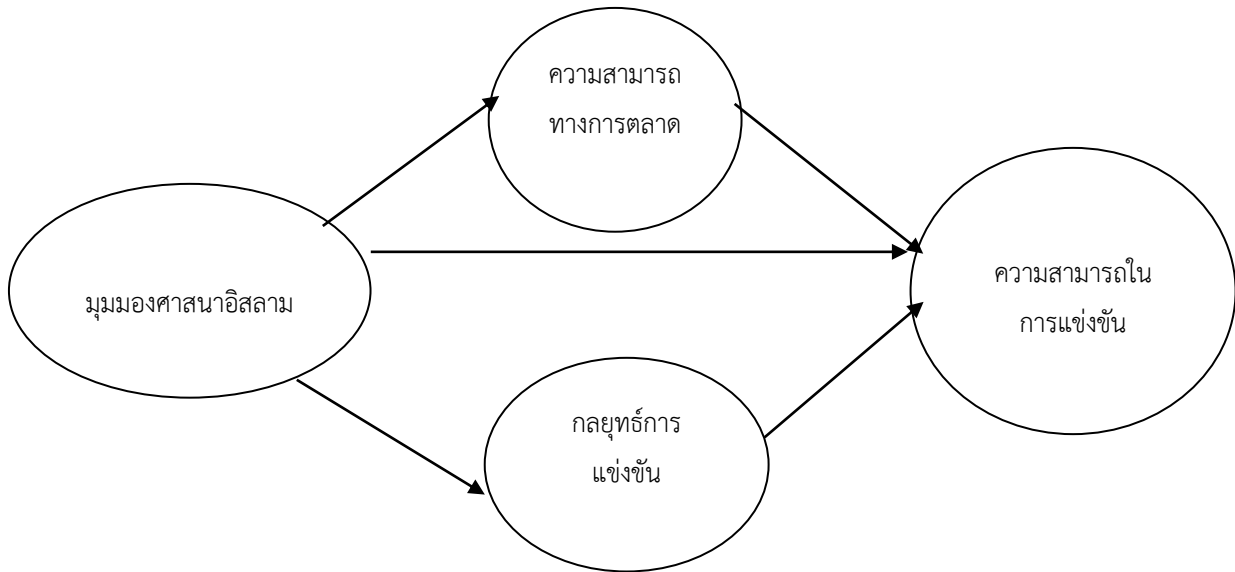 ความสามารถ
ทางการตลาด
มุมมองศาสนาอิสลาม
ความสามารถใน
การแข่งขัน
กลยุทธ์การ
แข่งขัน